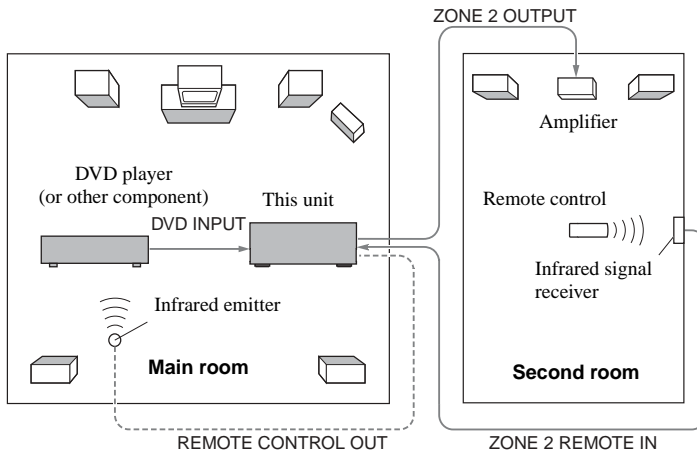 ZONE 2 OUTPUT
Amplifier
DVD player
(or other component)
This unit
DVD INPUT
Remote control
Infrared signal
receiver
Infrared emitter
Main room
Second room
REMOTE CONTROL OUT
ZONE 2 REMOTE IN